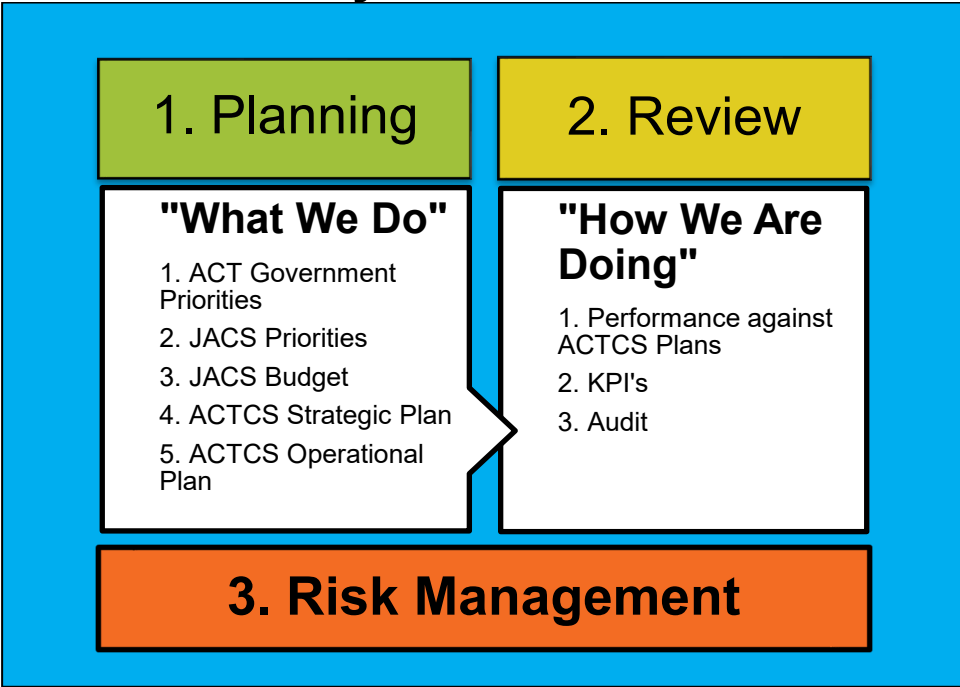 1. Planning
"What We Do"
1. ACT Government
Priorities
2. JACS Priorities
3. JACS Budget
4. ACTCS Strategic Plan
5. ACTCS Operational
Plan
2. Review
"How We Are
Doing"
1. Performance against
ACTCS Plans
2. KPI's
3. Audit
3. Risk Management